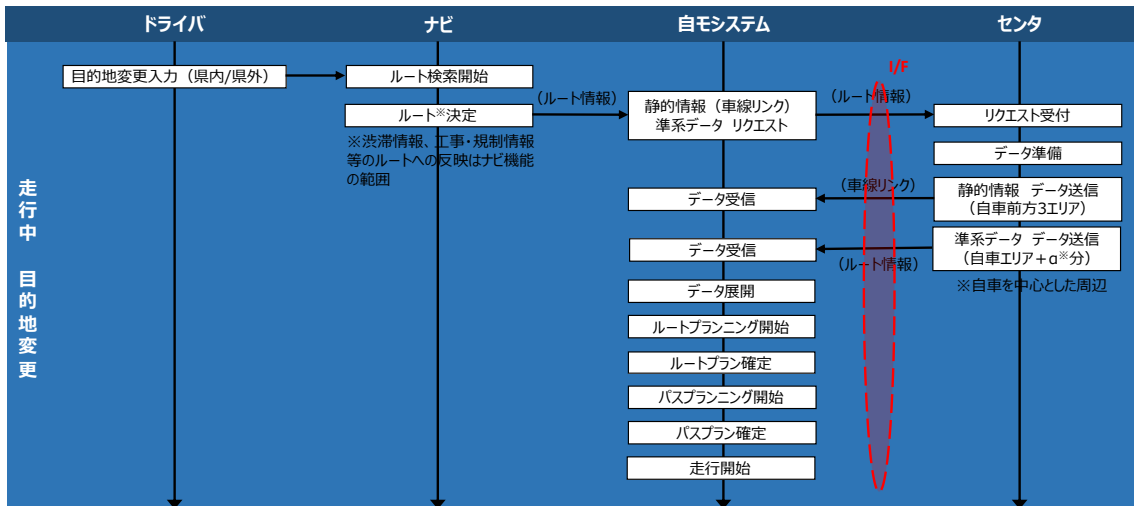 ドライバ
ナビ
自モシステム
センタ
走行中 目的地変更
目的地変更入力（県内/県外）
ルート検索開始
I/F
ルート※決定
（ルート情報）
静的情報（車線リンク）
準系データ リクエスト
（ルート情報）
リクエスト受付
※渋滞情報、工事・規制情報
等のルートへの反映はナビ機能
の範囲
データ準備
データ受信
（車線リンク）
静的情報 データ送信
（自車前方3エリア）
データ受信
（ルート情報）
準系データ データ送信
（自車エリア＋α※分）
※自車を中心とした周辺
データ展開
ルートプランニング開始
ルートプラン確定
パスプランニング開始
パスプラン確定
走行開始